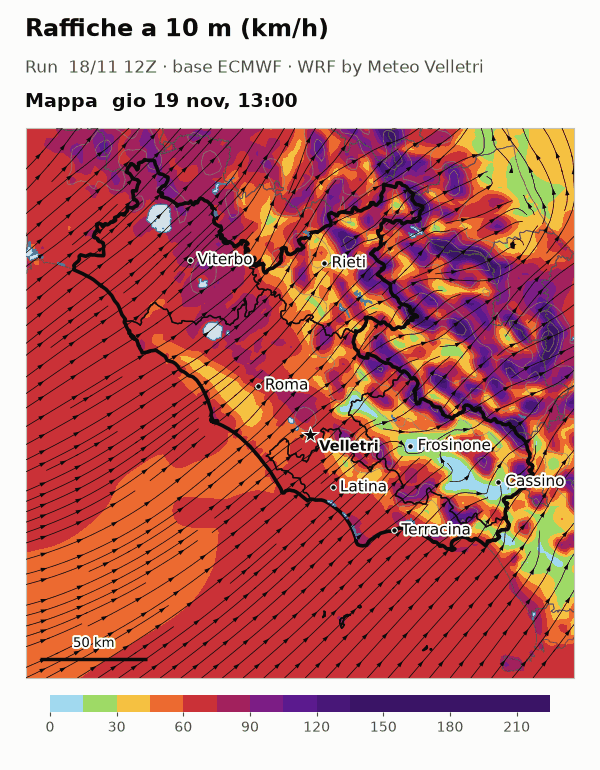 Raffiche a 10 m (km/h)
Run  18/11 12Z · base ECMWF · WRF by Meteo Velletri
Mappa  gio 19 nov, 13:00
Viterbo
Rieti
Roma
Velletri
Frosinone
Cassino
Latina
Terracina
50 km
0 30 60 90 120 150 180 210